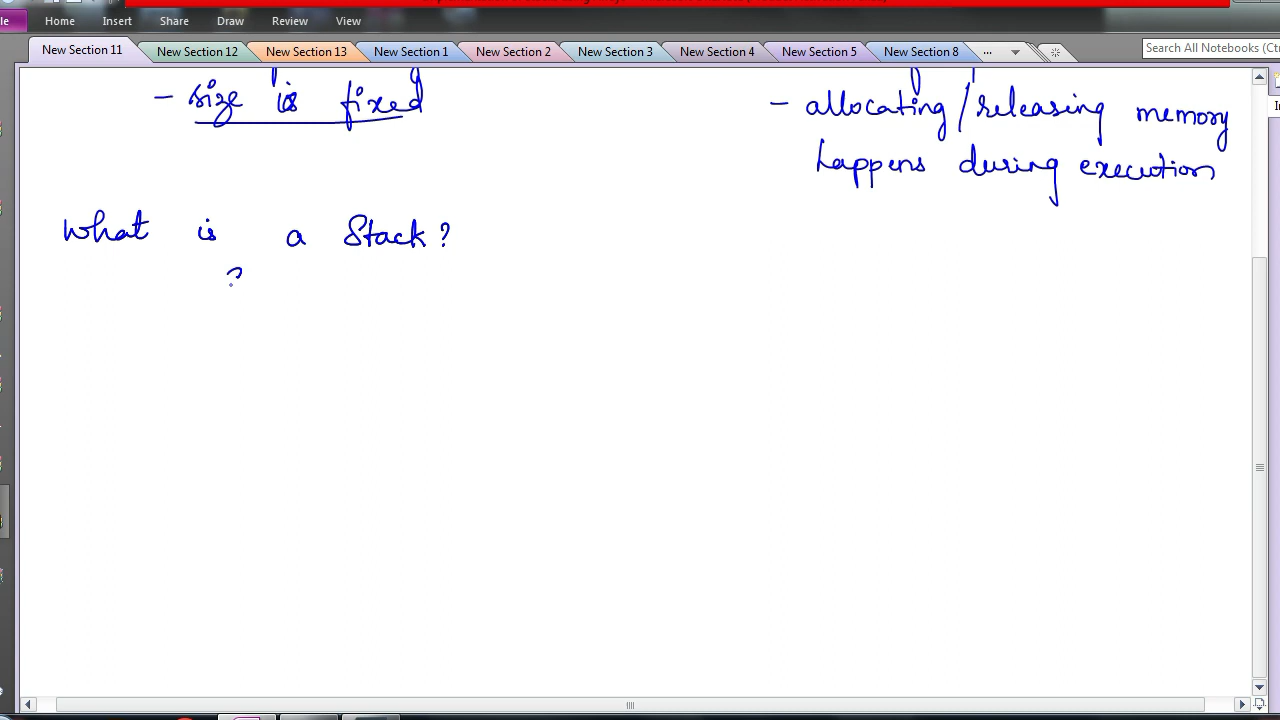 Home Insert Share Draw Review View
New Section 11 New Section 12 New Section 13 New Section 1 New Section 2 New Section 3 New Section 4 New Section 5 New Section 8 ... Search All Notebooks (Ctr
- size is fixed
- allocating/releasing memory
happens during execution
What is a Stack?
?